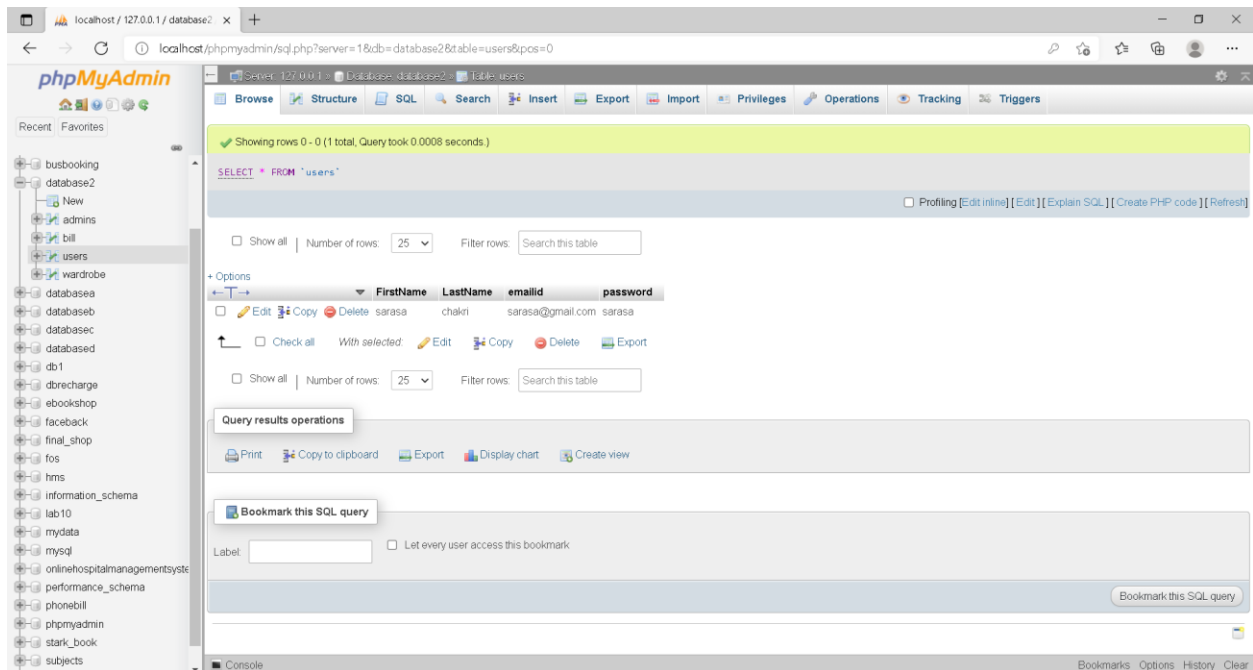 localhost / 127.0.0.1 / database2
localhost/phpmyadmin/sql.php?server=1&db=database2&table=users&pos=0
phpMyAdmin
Recent Favorites
busbooking
database2
New
admins
bill
users
wardrobe
databasea
databaseb
databasec
databased
db1
dbrecharge
ebookshop
faceback
final_shop
fos
hms
information_schema
lab10
mydata
mysql
onlinehospitalmanagementsyste
performance_schema
phonebill
phpmyadmin
stark_book
subjects
Server: 127.0.0.1 » Database: database2 » Table: users
Browse Structure SQL Search Insert Export Import Privileges Operations Tracking Triggers
Showing rows 0 - 0 (1 total, Query took 0.0008 seconds.)
SELECT * FROM `users`
Profiling [Edit inline] [ Edit ] [ Explain SQL ] [ Create PHP code ] [ Refresh]
Show all | Number of rows: 25 Filter rows: Search this table
+ Options
FirstName LastName emailid password
Edit Copy Delete sarasa chakri sarasa@gmail.com sarasa
Check all With selected: Edit Copy Delete Export
Show all | Number of rows: 25 Filter rows: Search this table
Query results operations
Print Copy to clipboard Export Display chart Create view
Bookmark this SQL query
Label: Let every user access this bookmark
Bookmark this SQL query
Console Bookmarks Options History Clear